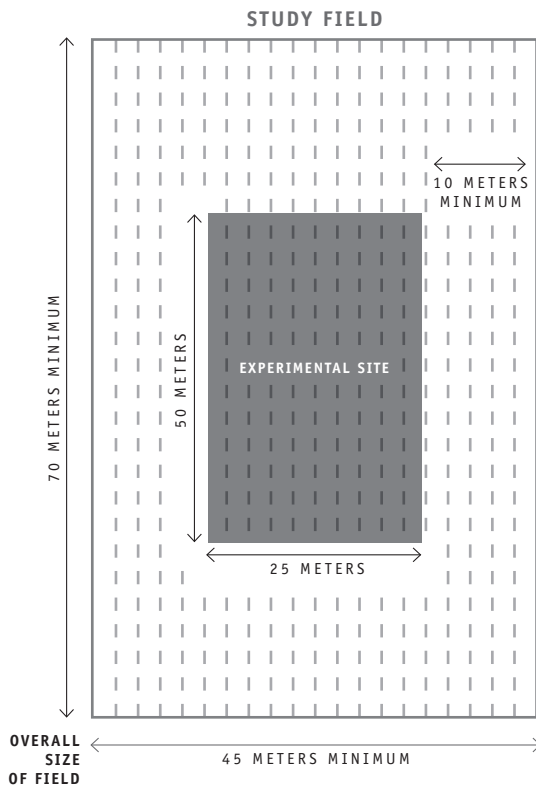 STUDY FIELD
10 METERS
MINIMUM
70 METERS MINIMUM
50 METERS
EXPERIMENTAL SITE
25 METERS
OVERALL
SIZE
OF FIELD
45 METERS MINIMUM